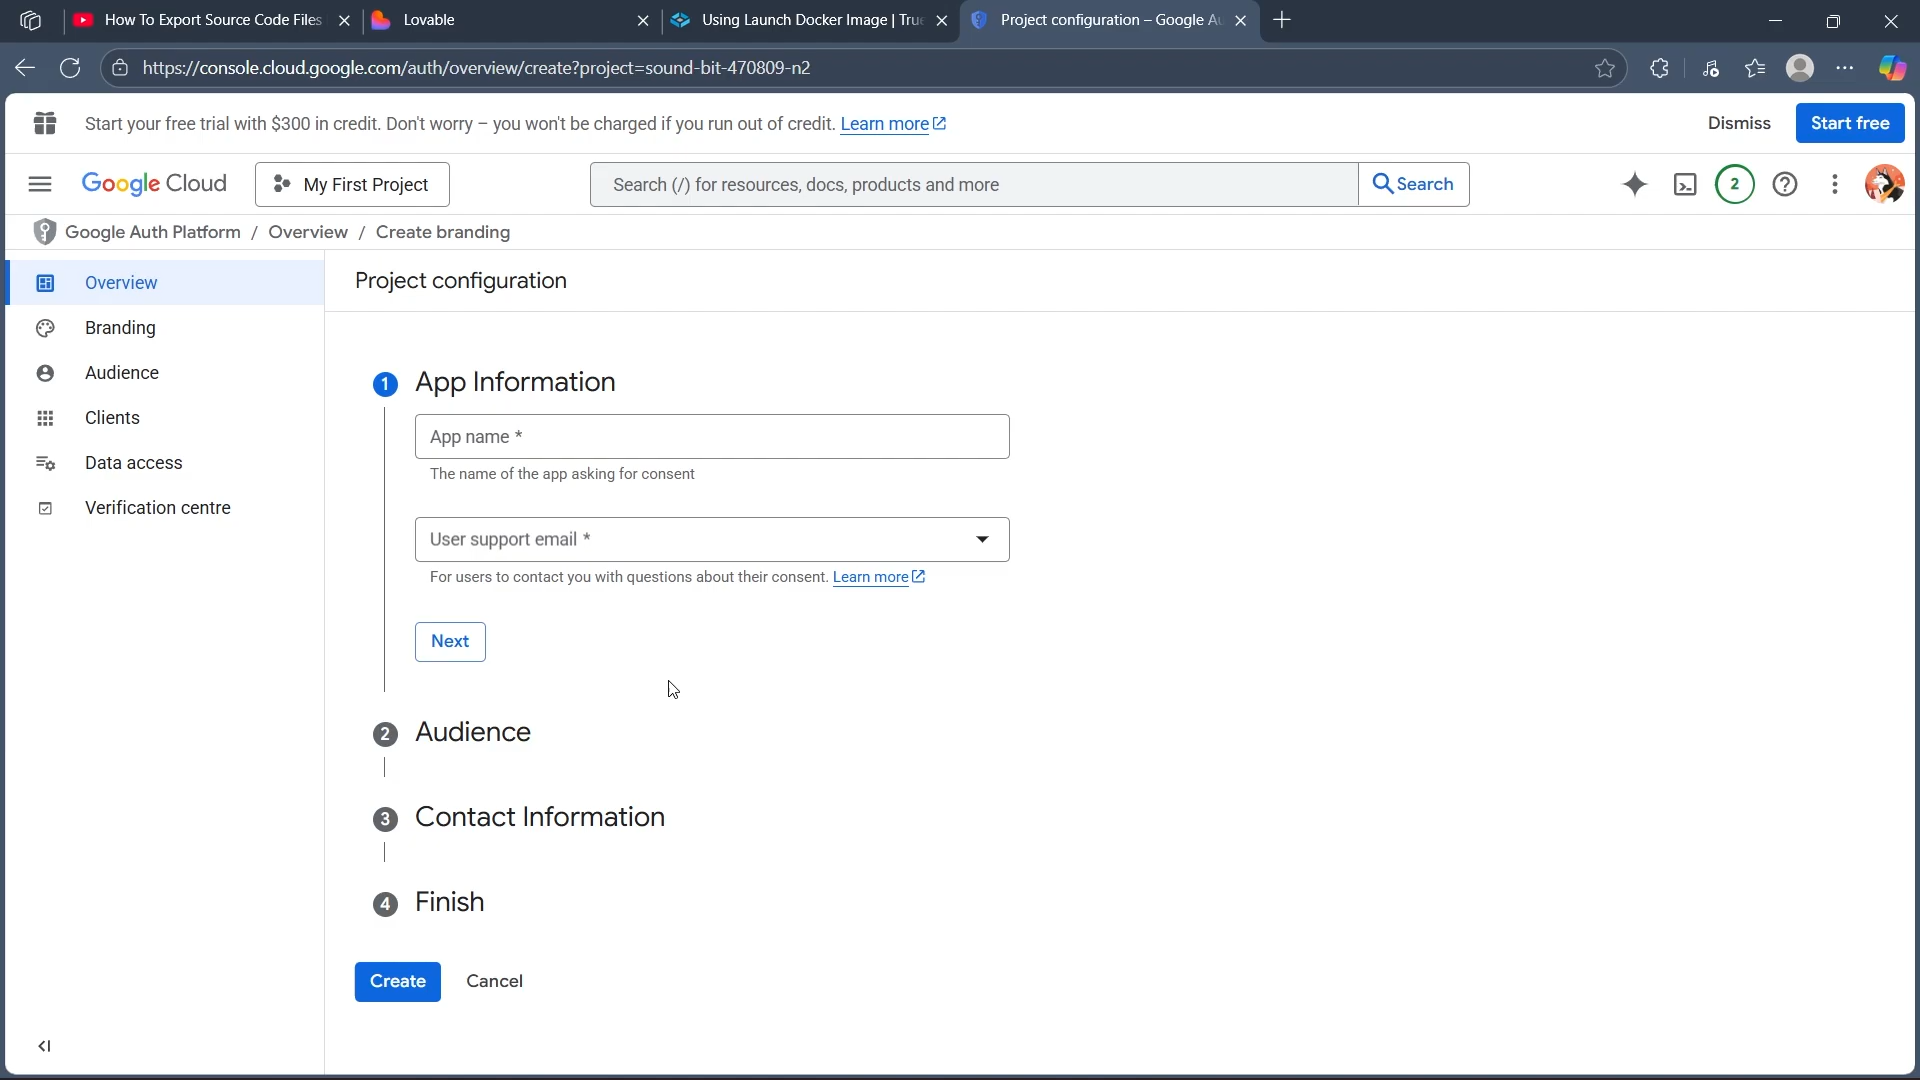 How To Export Source Code Files
Lovable
Using Launch Docker Image | True
Project configuration – Google Au
https://console.cloud.google.com/auth/overview/create?project=sound-bit-470809-n2
Start your free trial with $300 in credit. Don't worry – you won't be charged if you run out of credit. Learn more
Dismiss
Start free
Google Cloud
My First Project
Search (/) for resources, docs, products and more
Search
2
Google Auth Platform / Overview / Create branding
Overview
Branding
Audience
Clients
Data access
Verification centre
Project configuration
1 App Information
App name *
The name of the app asking for consent
User support email *
For users to contact you with questions about their consent. Learn more
Next
2 Audience
3 Contact Information
4 Finish
Create
Cancel